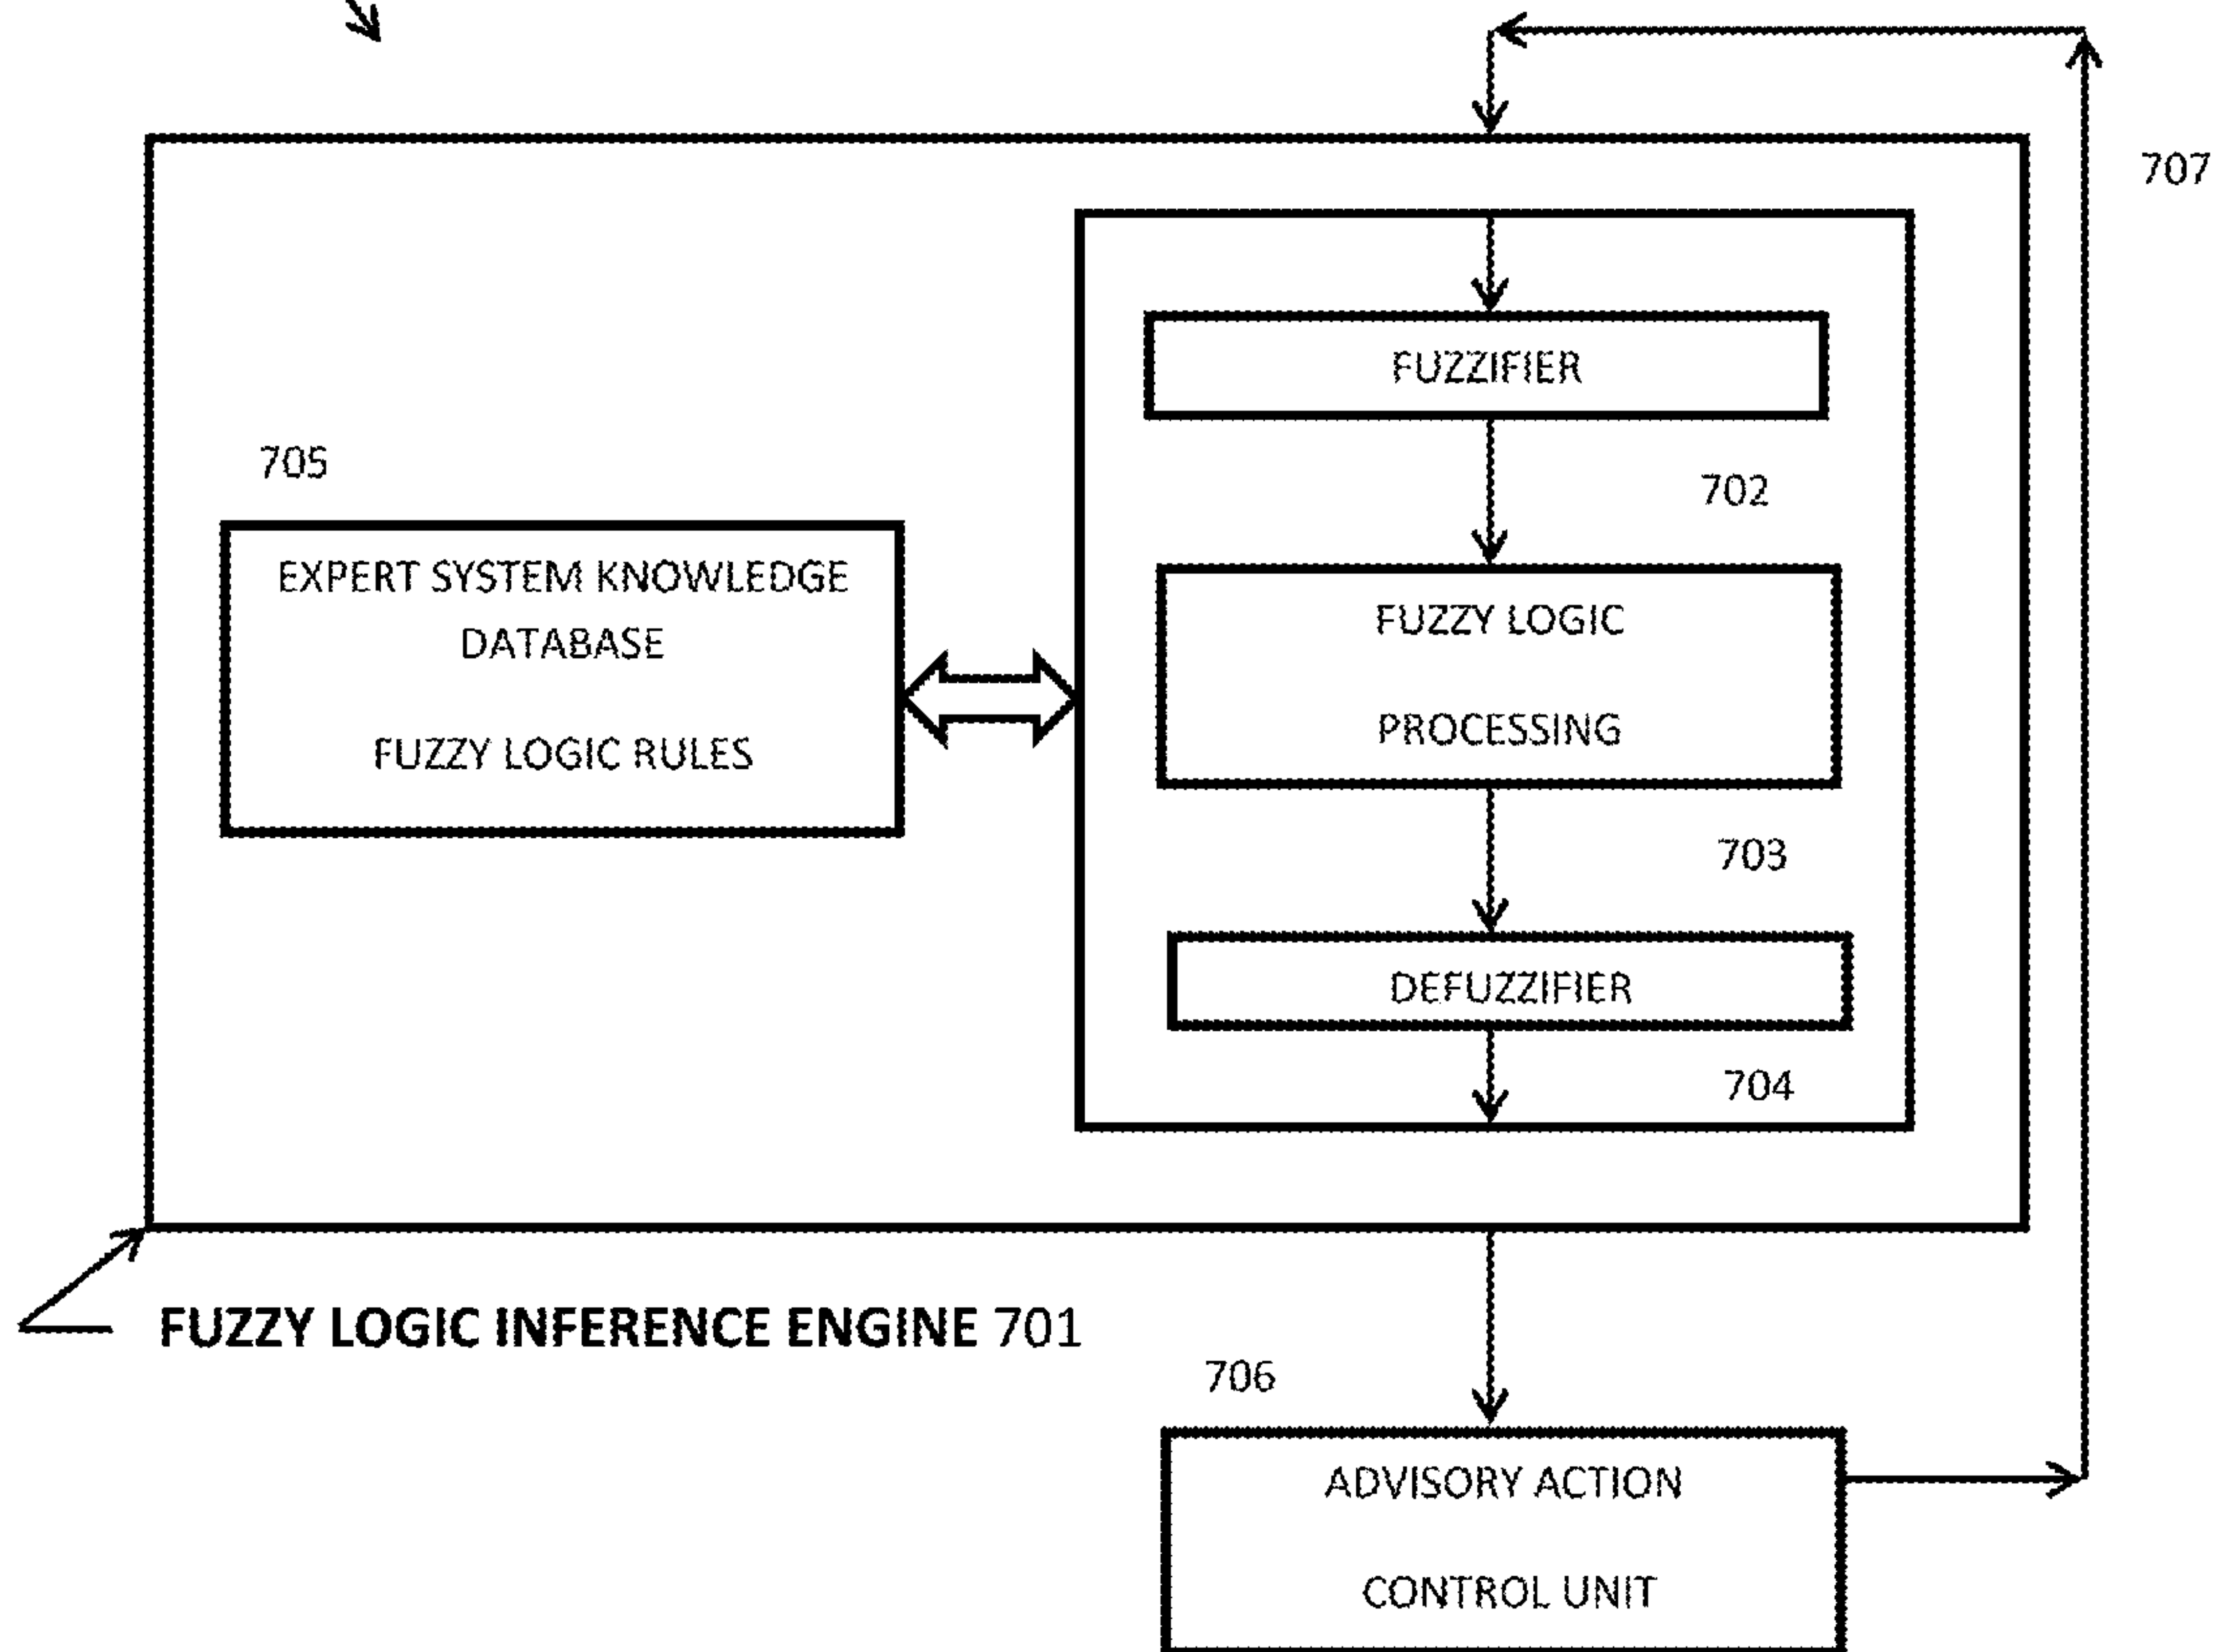 707
FUZZIFIER
705
702
EXPERT SYSTEM KNOWLEDGE
DATABASE
FUZZY LOGIC RULES
FUZZY LOGIC
PROCESSING
703
DEFUZZIFIER
704
FUZZY LOGIC INFERENCE ENGINE 701
706
ADVISORY ACTION
CONTROL UNIT